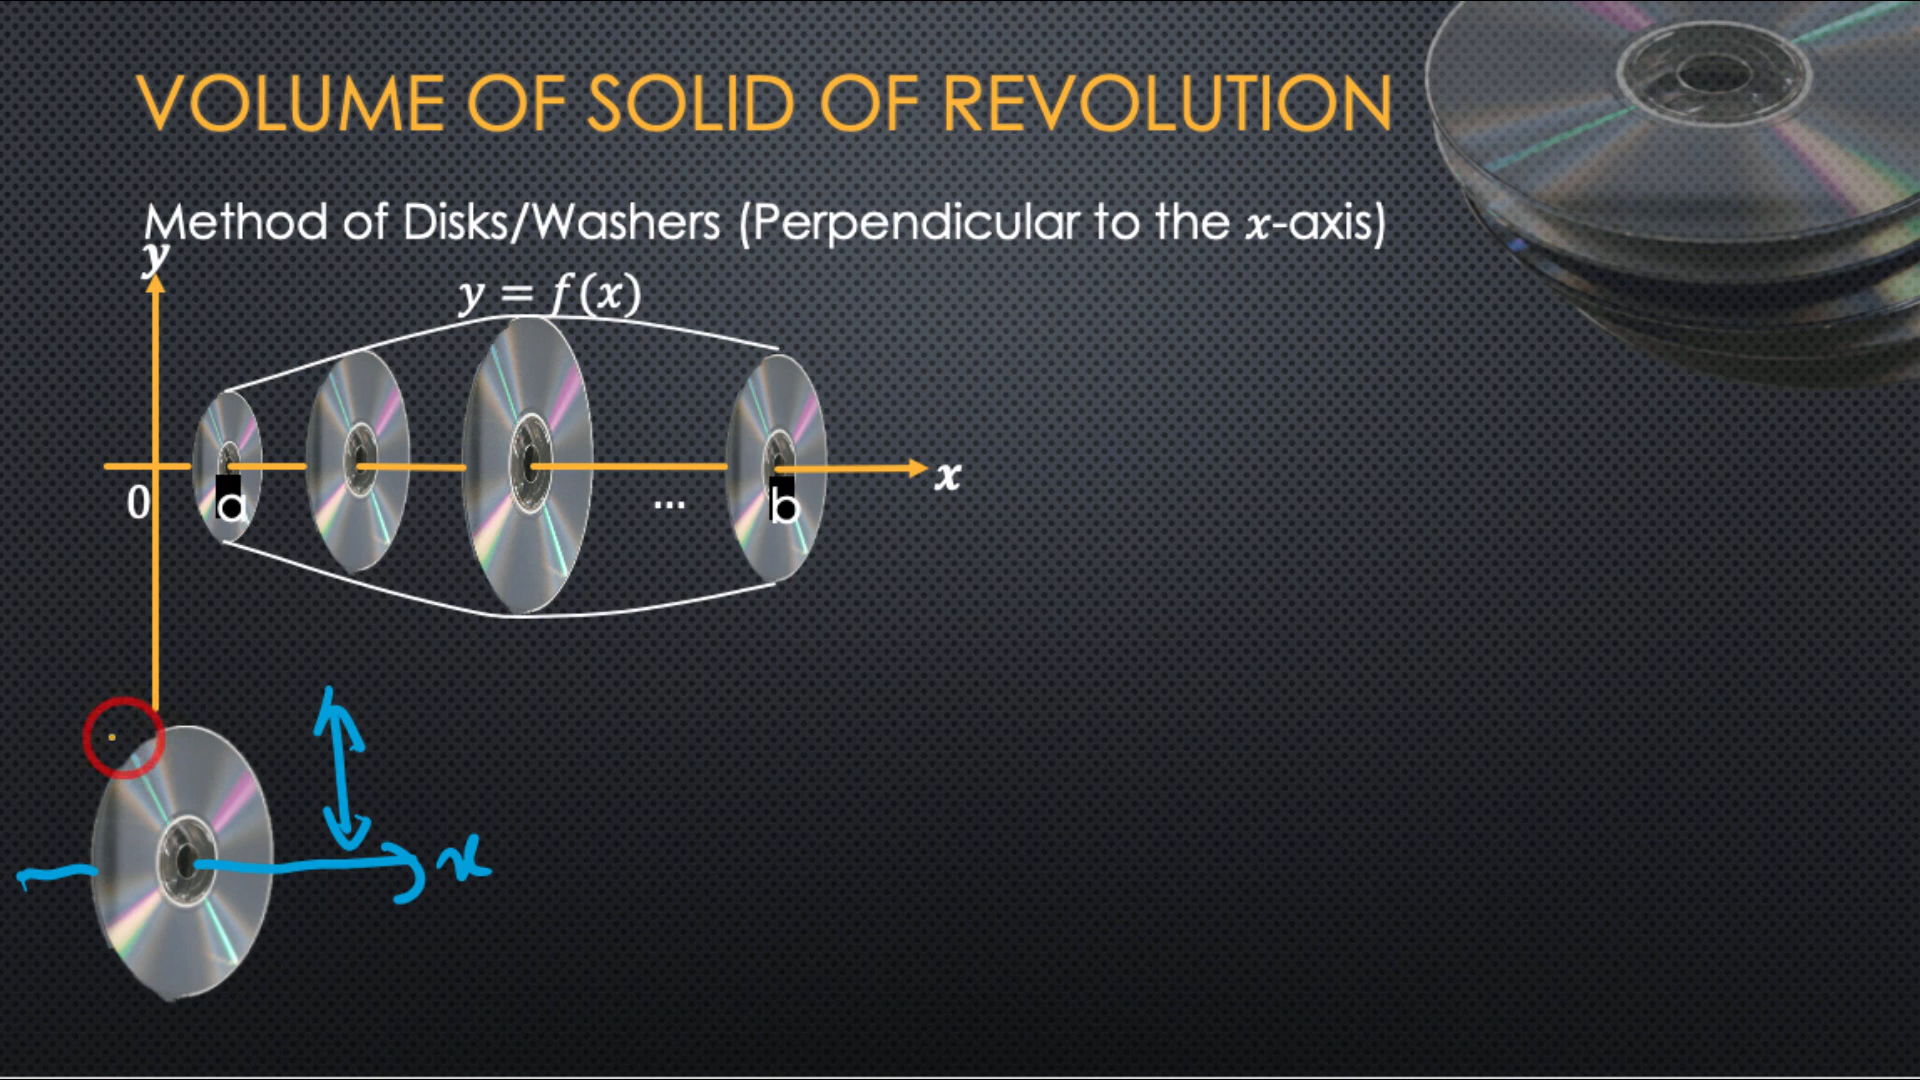 VOLUME OF SOLID OF REVOLUTION
Method of Disks/Washers (Perpendicular to the x-axis)
y
y = f(x)
x
0
a
...
b
x